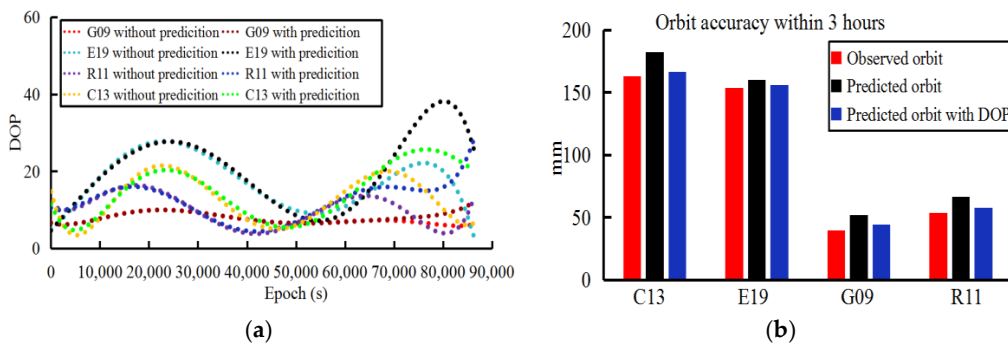 (a)
60
40
20
0
DOP
G09 without predicition G09 with prediction
E19 without predicition E19 with predicition
R11 without predicition R11 with predicition
C13 without predicition C13 with predicition
0 10,000 20,000 30,000 40,000 50,000 60,000 70,000 80,000 90,000
Epoch (s)
(a)
(b)
Orbit accuracy within 3 hours
200
150
100
50
0
mm
Observed orbit
Predicted orbit
Predicted orbit with DOP
C13 E19 G09 R11
(b)